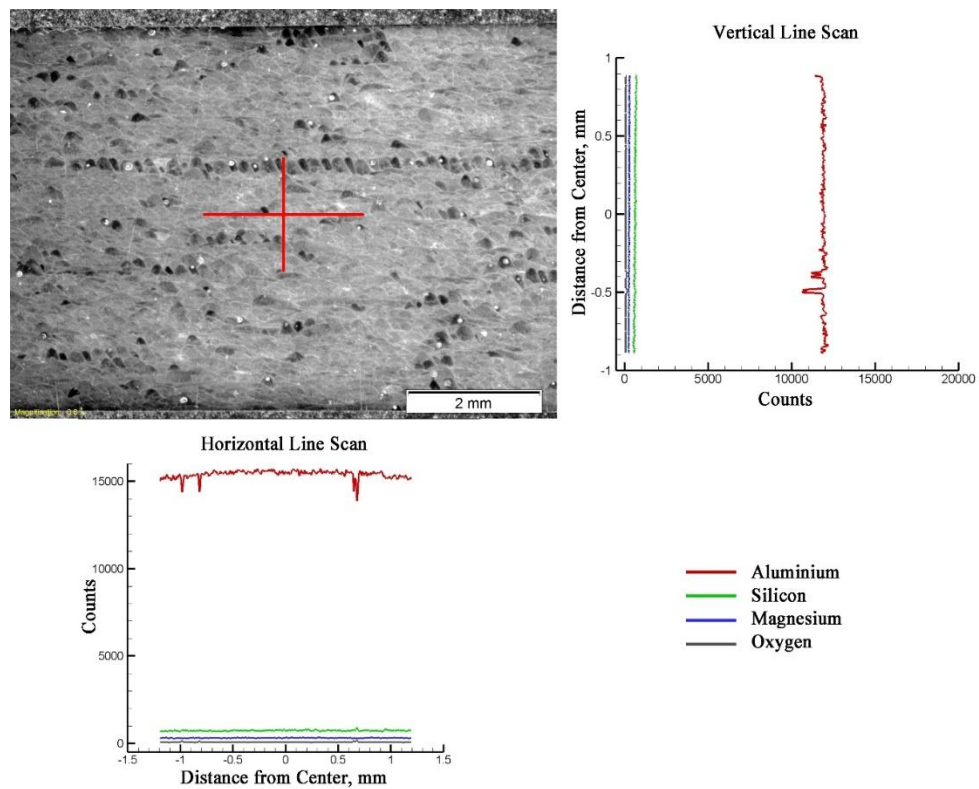 Vertical Line Scan
1
0.5
0
-0.5
-1
Distance from Center, mm
0 5000 10000 15000 20000
Counts
2 mm
Horizontal Line Scan
15000
10000
5000
0
Counts
-1.5 -1 -0.5 0 0.5 1 1.5
Distance from Center, mm
Aluminium
Silicon
Magnesium
Oxygen